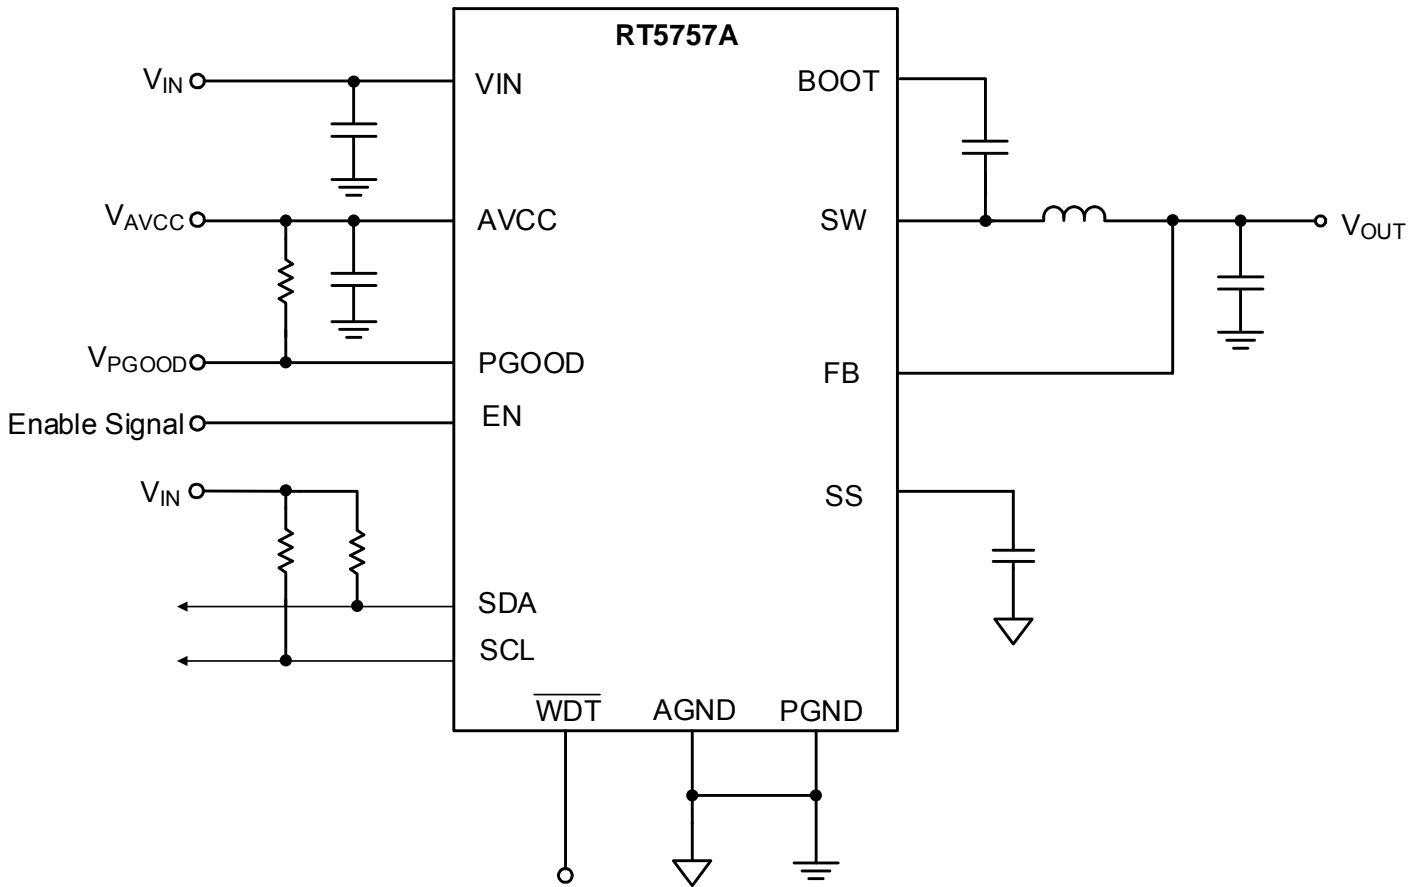 RT5757A
VIN VIN BOOT
VAVCC AVCC SW VOUT
VPGOOD PGOOD FB
Enable Signal EN
VIN SS
SDA
SCL
WDT AGND PGND